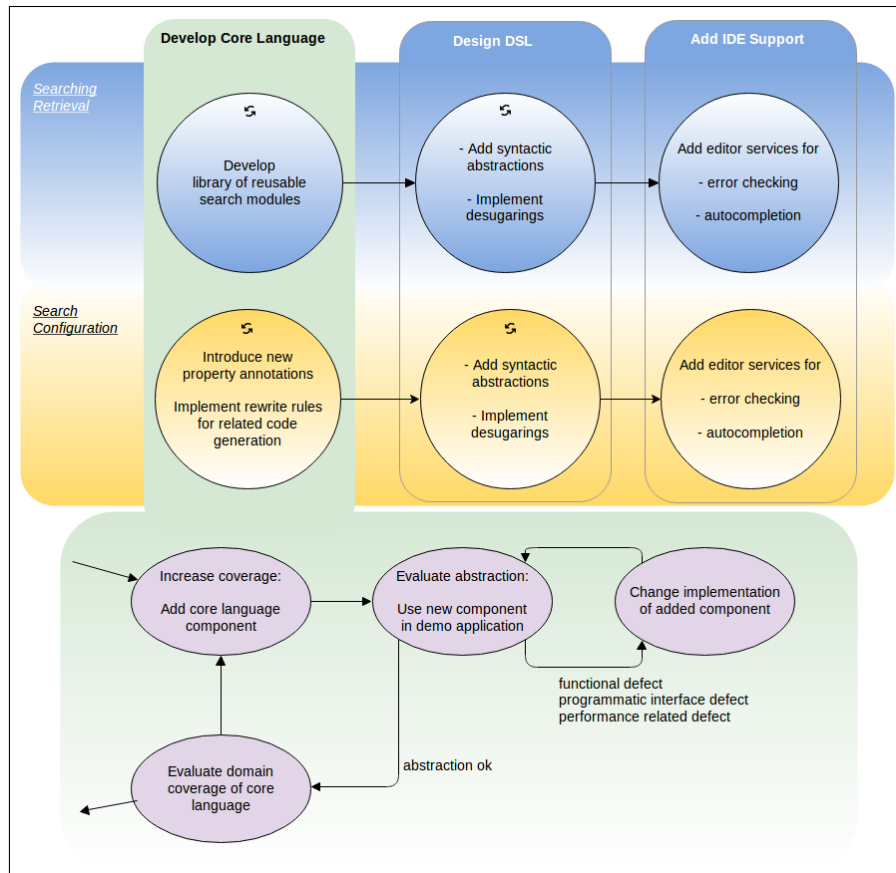 Develop Core Language
Design DSL
Add IDE Support
Searching
Retrieval
Develop
library of reusable
search modules
- Add syntactic
abstractions
- Implement
desugarings
Add editor services for
- error checking
- autocompletion
Search
Configuration
Introduce new
property annotations
Implement rewrite rules
for related code
generation
- Add syntactic
abstractions
- Implement
desugarings
Add editor services for
- error checking
- autocompletion
Increase coverage:
Add core language
component
Evaluate abstraction:
Use new component
in demo application
Change implementation
of added component
functional defect
programmatic interface defect
performance related defect
abstraction ok
Evaluate domain
coverage of core
language